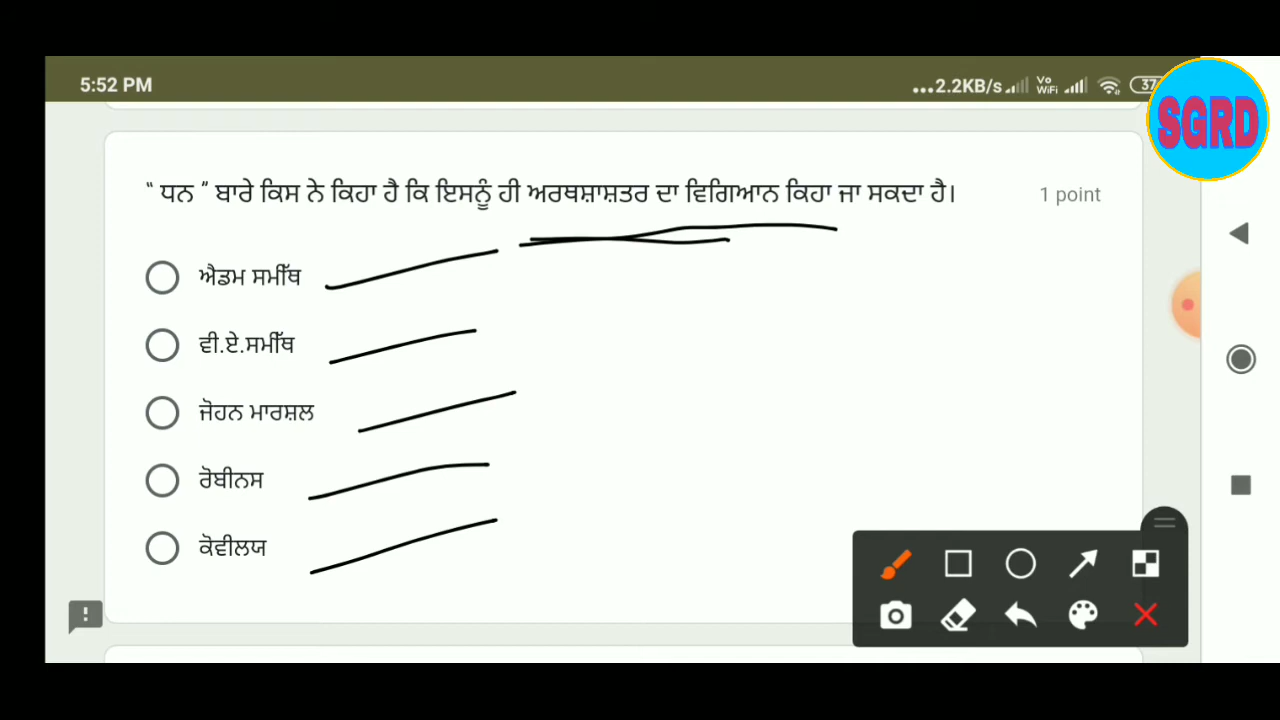 5:52 PM
...2.2KB/s Vo WiFi 37
SGRD
“ ਧਨ ” ਬਾਰੇ ਕਿਸ ਨੇ ਕਿਹਾ ਹੈ ਕਿ ਇਸਨੂੰ ਹੀ ਅਰਥਸ਼ਾਸ਼ਤਰ ਦਾ ਵਿਗਿਆਨ ਕਿਹਾ ਜਾ ਸਕਦਾ ਹੈ।
1 point
ਐਡਮ ਸਮੀੱਥ
ਵੀ.ਏ.ਸਮੀੱਥ
ਜੋਹਨ ਮਾਰਸ਼ਲ
ਰੋਬੀਨਸ
ਕੋਵੀਲਯ